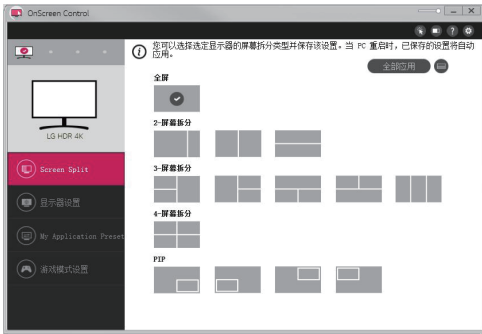 OnScreen Control
您可以选择选定显示器的屏幕拆分类型并保存该设置。当 PC 重启时，已保存的设置将自动
应用。
全部应用
全屏
LG HDR 4K
2-屏幕拆分
Screen Split
3-屏幕拆分
显示器设置
My Application Preset
4-屏幕拆分
游戏模式设置
PIP